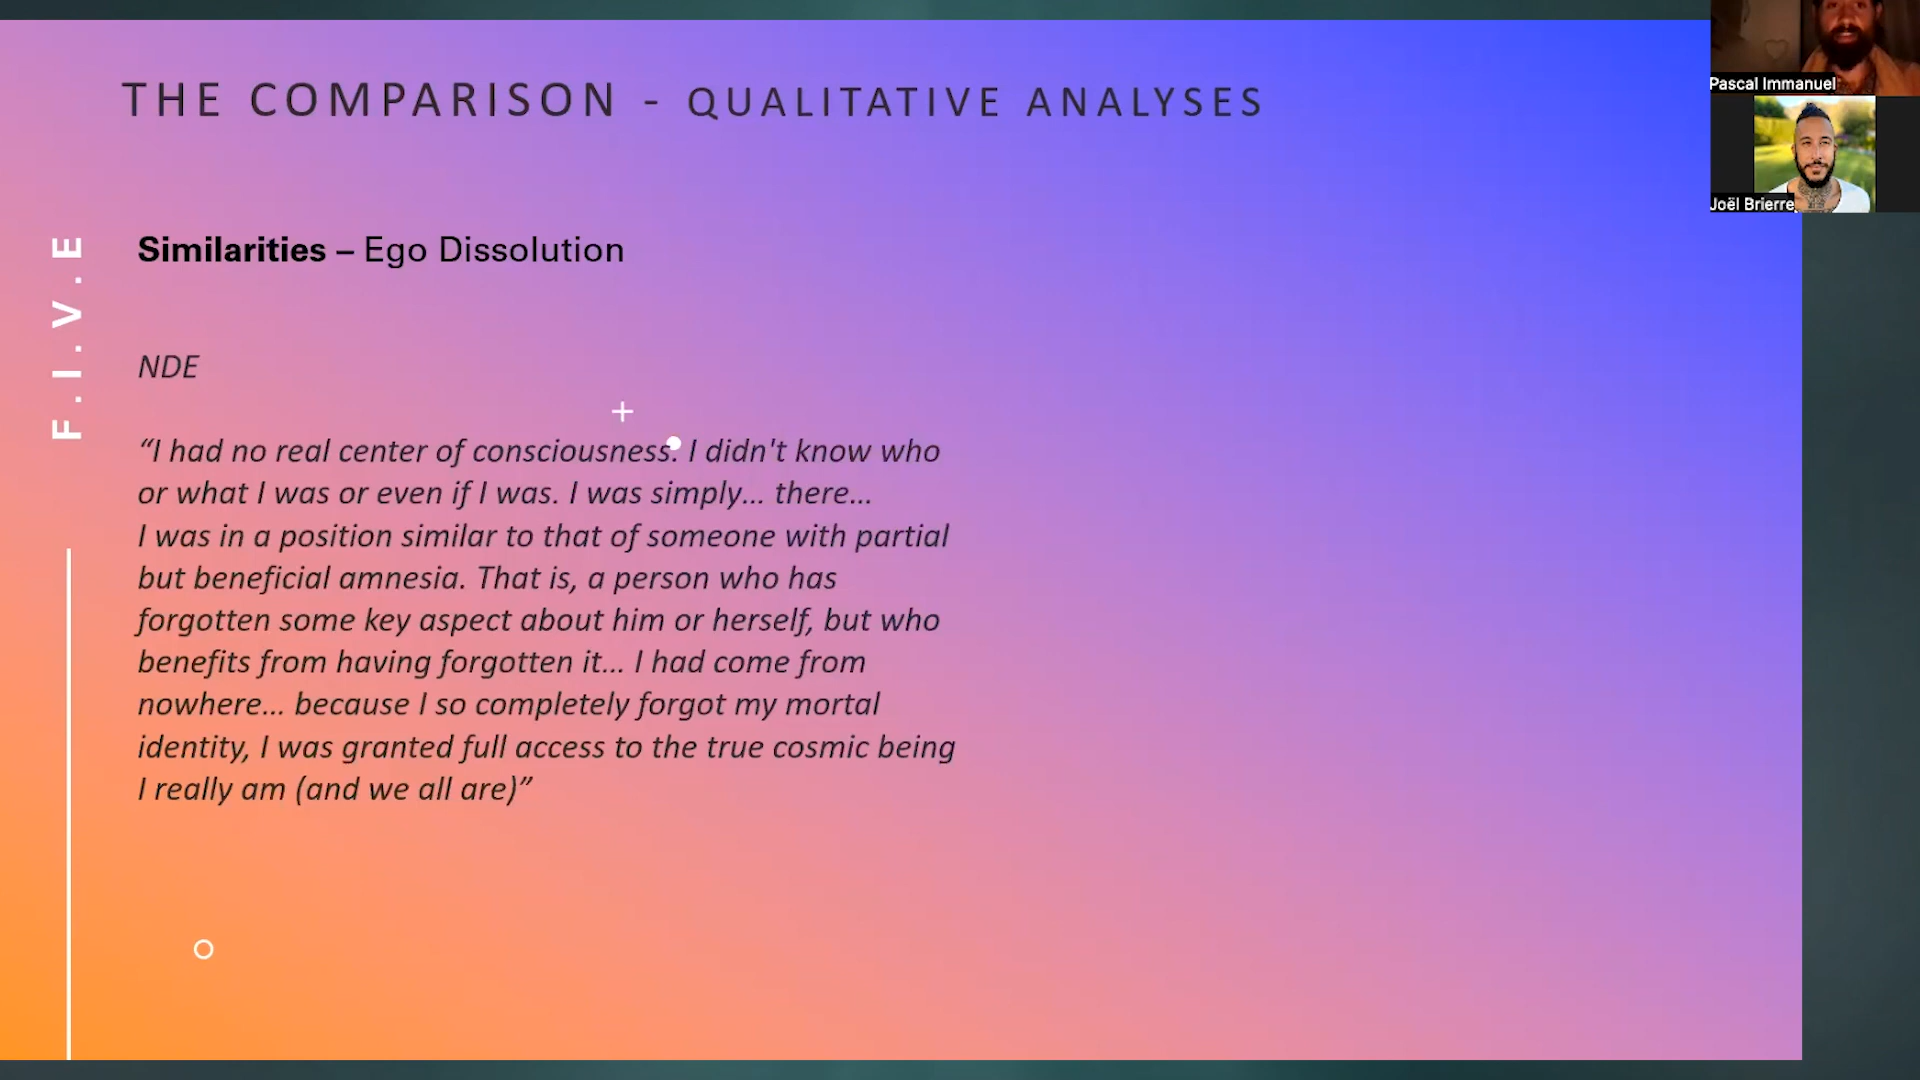 THE COMPARISON - QUALITATIVE ANALYSES
Pascal Immanuel
Joël Brierre
F.I.V.E
Similarities – Ego Dissolution
NDE
“I had no real center of consciousness. I didn't know who
or what I was or even if I was. I was simply... there...
I was in a position similar to that of someone with partial
but beneficial amnesia. That is, a person who has
forgotten some key aspect about him or herself, but who
benefits from having forgotten it... I had come from
nowhere... because I so completely forgot my mortal
identity, I was granted full access to the true cosmic being
I really am (and we all are)”